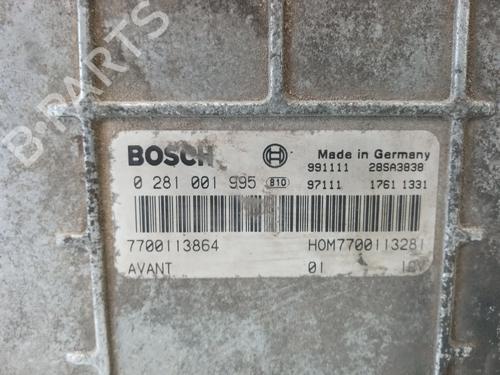 B-PARTS
BOSCH Made in Germany
991111 28SA3838
0 281 001 995 810 97111 1761 1331
7700113864 HOM7700113281
AVANT 01